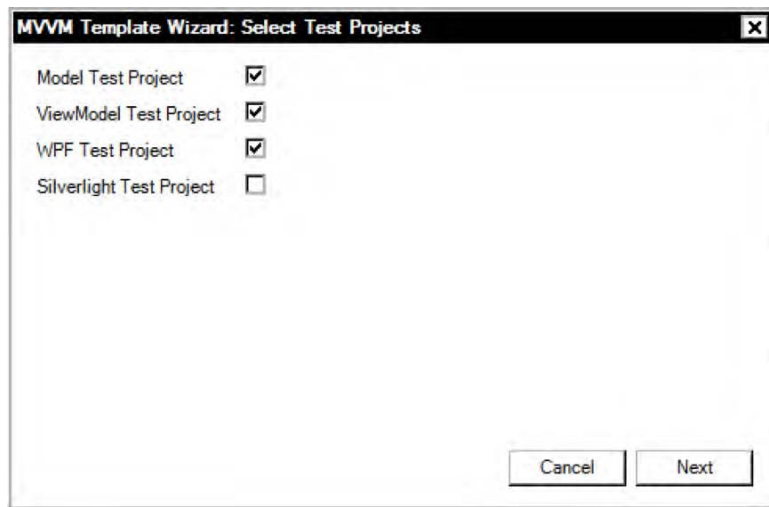 MVVM Template Wizard: Select Test Projects
Model Test Project
ViewModel Test Project
WPF Test Project
Silverlight Test Project
Cancel Next